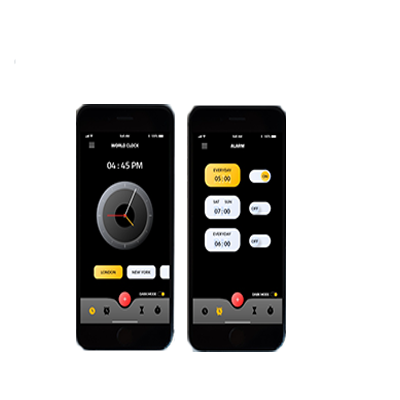 WORLD CLOCK
04 : 45 PM
LONDON
NEW YORK
DARK MODE
ALARM
EVERYDAY
05 : 00
ON
SAT SUN
07 : 00
OFF
EVERYDAY
06 : 00
OFF
DARK MODE